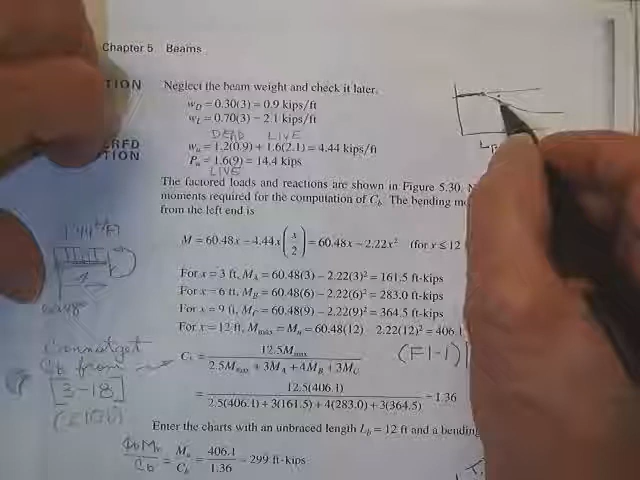 Chapter 5 Beams
TION Neglect the beam weight and check it later.
w_D = 0.30(3) = 0.9 kips/ft
w_L = 0.70(3) = 2.1 kips/ft
DEAD LIVE
LRFD w_u = 1.2(0.9) + 1.6(2.1) = 4.44 kips/ft
TION P_u = 1.6(9) = 14.4 kips
LIVE
The factored loads and reactions are shown in Figure 5.30. N
moments required for the computation of C_b. The bending mo
from the left end is
M = 60.48x − 4.44x(x/2) = 60.48x − 2.22x² (for x ≤ 12
For x = 3 ft, M_A = 60.48(3) − 2.22(3)² = 161.5 ft-kips
For x = 6 ft, M_B = 60.48(6) − 2.22(6)² = 283.0 ft-kips
For x = 9 ft, M_C = 60.48(9) − 2.22(9)² = 364.5 ft-kips
For x = 12 ft, M_max = M_u = 60.48(12) − 2.22(12)² = 406.1
Cannot get
C_b from
[3-18]
C_b = 12.5M_max / 2.5M_max + 3M_A + 4M_B + 3M_C (F1-1)
= 12.5(406.1) / 2.5(406.1) + 3(161.5) + 4(283.0) + 3(364.5) = 1.36
Enter the charts with an unbraced length L_b = 12 ft and a bending
ϕ_b M_n / C_b = M_u / C_b = 406.1 / 1.36 = 299 ft-kips